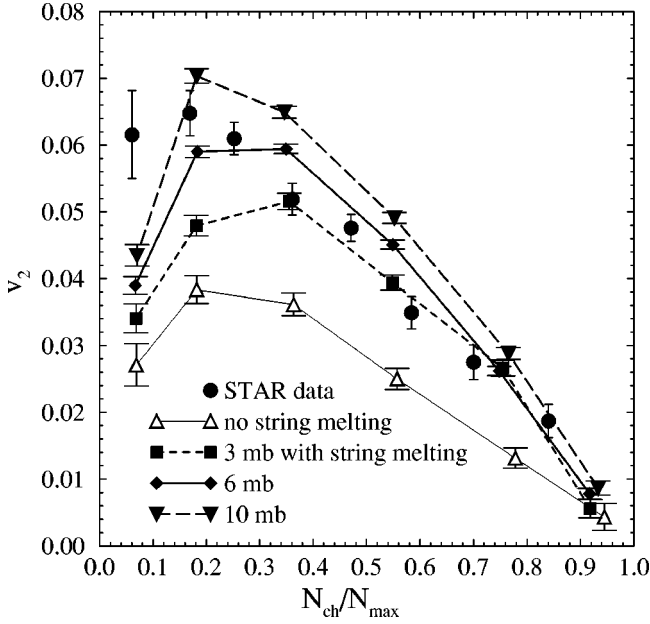 0.08
0.07
0.06
0.05
0.04
0.03
0.02
0.01
0.00
v2
STAR data
no string melting
3 mb with string melting
6 mb
10 mb
0.0 0.1 0.2 0.3 0.4 0.5 0.6 0.7 0.8 0.9 1.0
Nch/Nmax